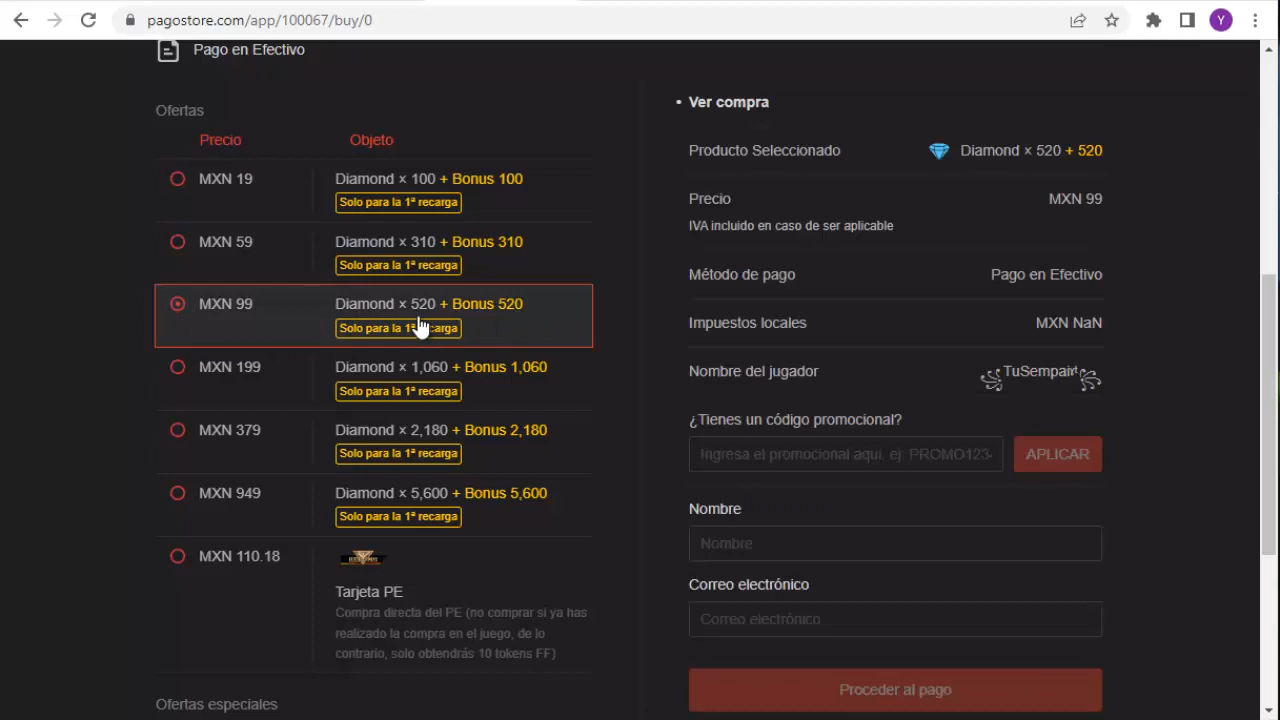 pagostore.com/app/100067/buy/0
Y
Pago en Efectivo
Ofertas
Precio Objeto
MXN 19 Diamond × 100 + Bonus 100
Solo para la 1ª recarga
MXN 59 Diamond × 310 + Bonus 310
Solo para la 1ª recarga
MXN 99 Diamond × 520 + Bonus 520
Solo para la 1ª recarga
MXN 199 Diamond × 1,060 + Bonus 1,060
Solo para la 1ª recarga
MXN 379 Diamond × 2,180 + Bonus 2,180
Solo para la 1ª recarga
MXN 949 Diamond × 5,600 + Bonus 5,600
Solo para la 1ª recarga
MXN 110.18
Tarjeta PE
Compra directa del PE (no comprar si ya has
realizado la compra en el juego, de lo
contrario, solo obtendrás 10 tokens FF)
Ofertas especiales
• Ver compra
Producto Seleccionado Diamond × 520 + 520
Precio MXN 99
IVA incluido en caso de ser aplicable
Método de pago Pago en Efectivo
Impuestos locales MXN NaN
Nombre del jugador
¿Tienes un código promocional?
Ingresa el promocional aqui, ej: PROMO123 APLICAR
Nombre
Nombre
Correo electrónico
Correo electrónico
Proceder al pago